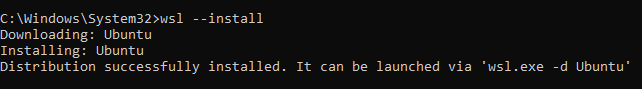 C:\Windows\System32>wsl --install
Downloading: Ubuntu
Installing: Ubuntu
Distribution successfully installed. It can be launched via 'wsl.exe -d Ubuntu'